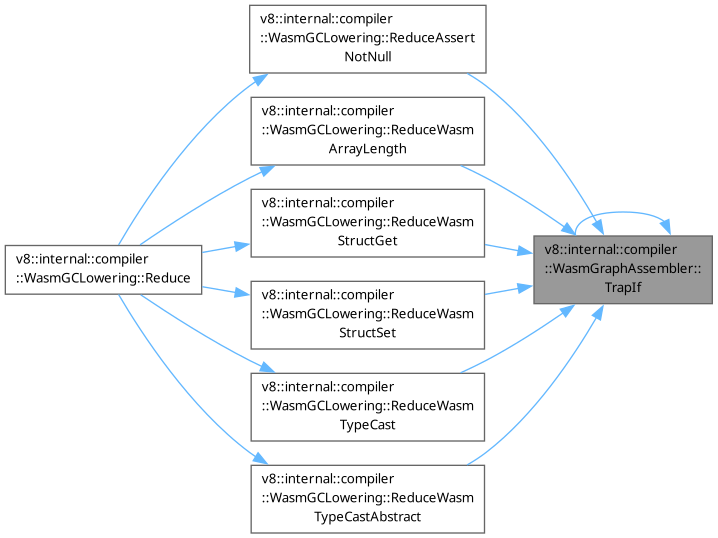 v8::internal::compiler
::WasmGCLowering::ReduceAssert
NotNull
v8::internal::compiler
::WasmGCLowering::ReduceWasm
ArrayLength
v8::internal::compiler
::WasmGCLowering::ReduceWasm
StructGet
v8::internal::compiler
::WasmGCLowering::Reduce
v8::internal::compiler
::WasmGraphAssembler::
TrapIf
v8::internal::compiler
::WasmGCLowering::ReduceWasm
StructSet
v8::internal::compiler
::WasmGCLowering::ReduceWasm
TypeCast
v8::internal::compiler
::WasmGCLowering::ReduceWasm
TypeCastAbstract